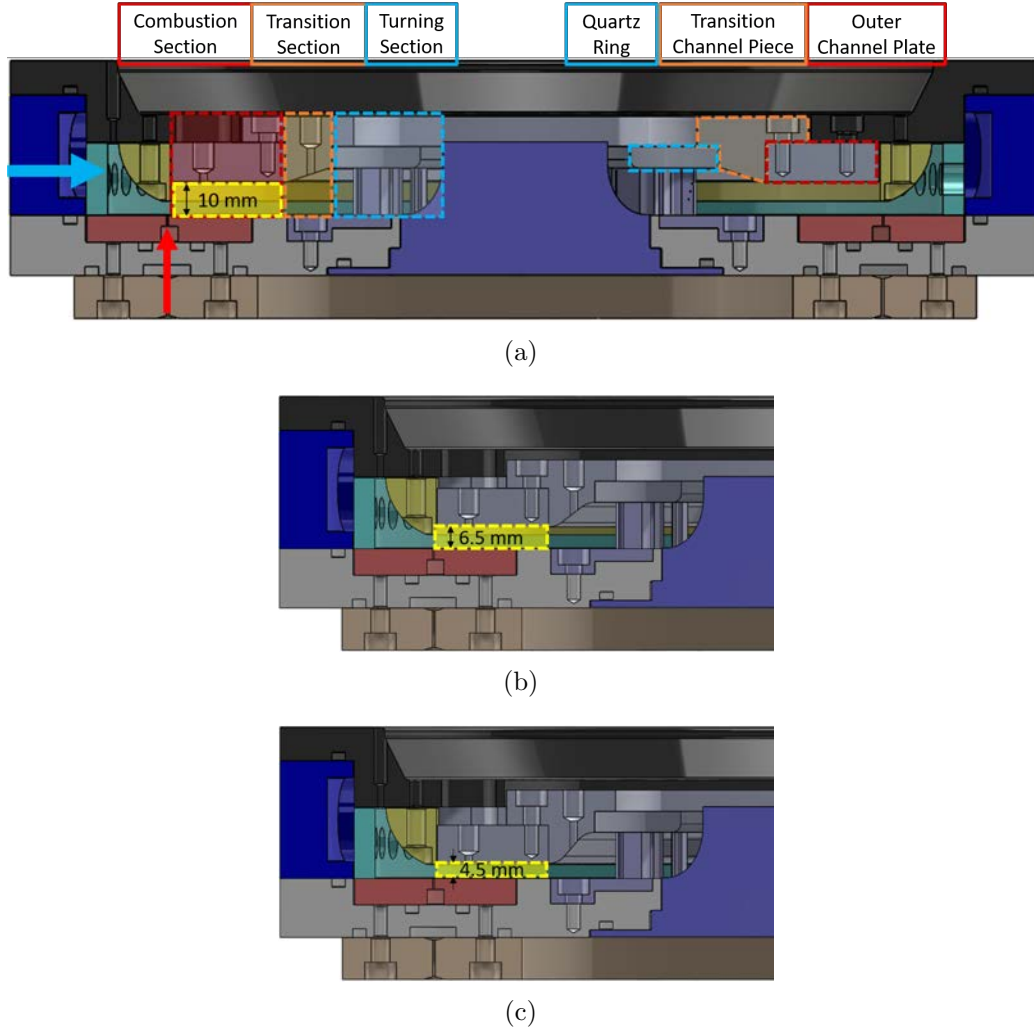 Combustion
Section
Transition
Section
Turning
Section
Quartz
Ring
Transition
Channel Piece
Outer
Channel Plate
10 mm
(a)
6.5 mm
(b)
4.5 mm
(c)